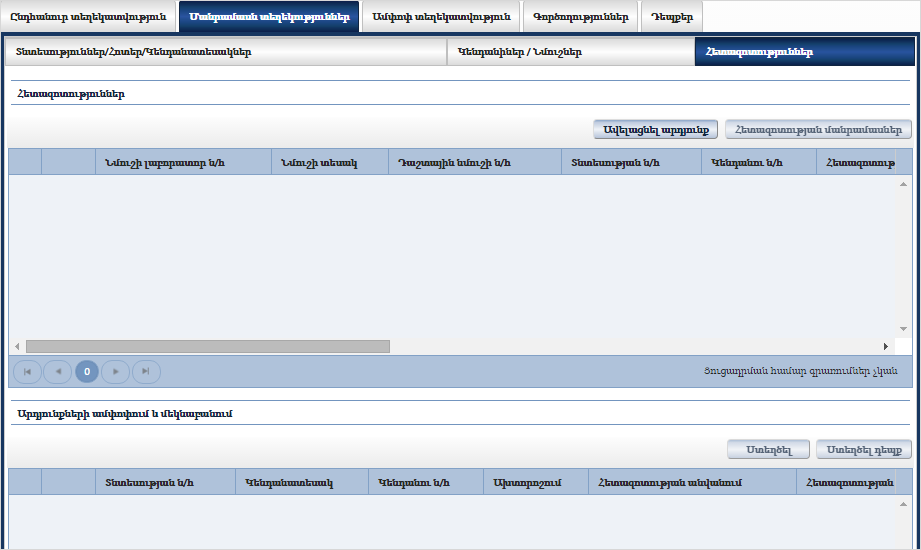 Ընդհանուր տեղեկատվություն
Մանրամասն տեղեկություններ
Ամփոփ տեղեկատվություն
Գործողություններ
Դեպքեր
Տնտեսություններ/Հոտեր/Կենդանատեսակներ
Կենդանիներ / Նմուշներ
Հետազոտություններ
Հետազոտություններ
Ավելացնել արդյունք
Հետազոտության մանրամասներ
Նմուշի լաբորատոր ն/հ
Նմուշի տեսակ
Դաշտային նմուշի ն/հ
Տնտեսության ն/հ
Կենդանու ն/հ
Հետազոտութ
0
Ցուցադրման համար գրառումներ չկան
Արդյունքների ամփոփում և մեկնաբանում
Ստեղծել
Ստեղծել դեպք
Տնտեսության ն/հ
Կենդանատեսակ
Կենդանու ն/հ
Ախտորոշում
Հետազոտության անվանում
Հետազոտության